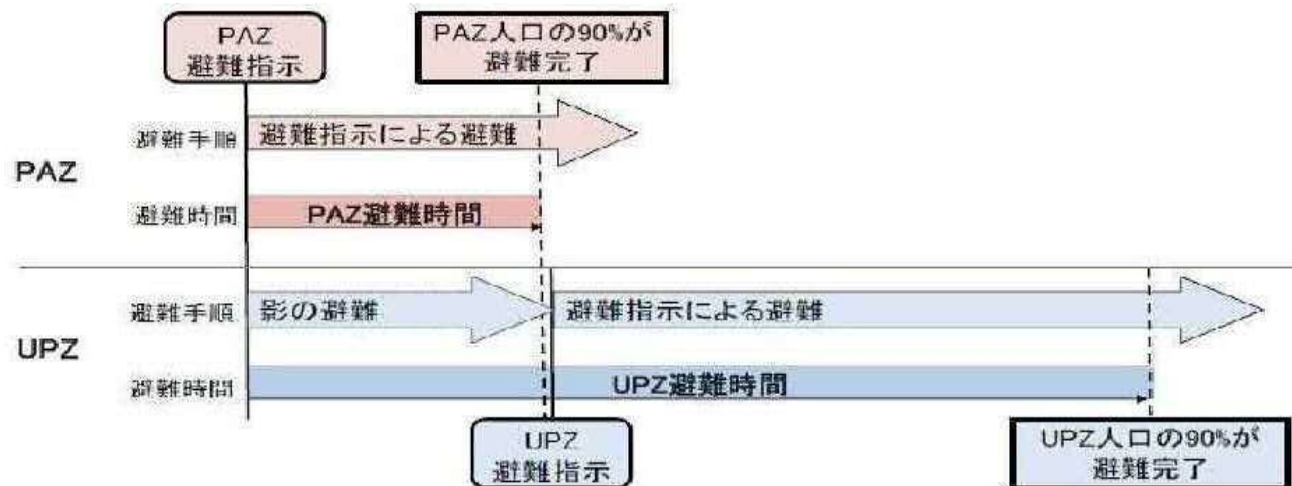 PAZ
避難指示
PAZ人口の90%が
避難完了
PAZ
避難手順
避難指示による避難
避難時間
PAZ避難時間
UPZ
避難手順
影の避難
避難指示による避難
避難時間
UPZ避難時間
UPZ
避難指示
UPZ人口の90%が
避難完了